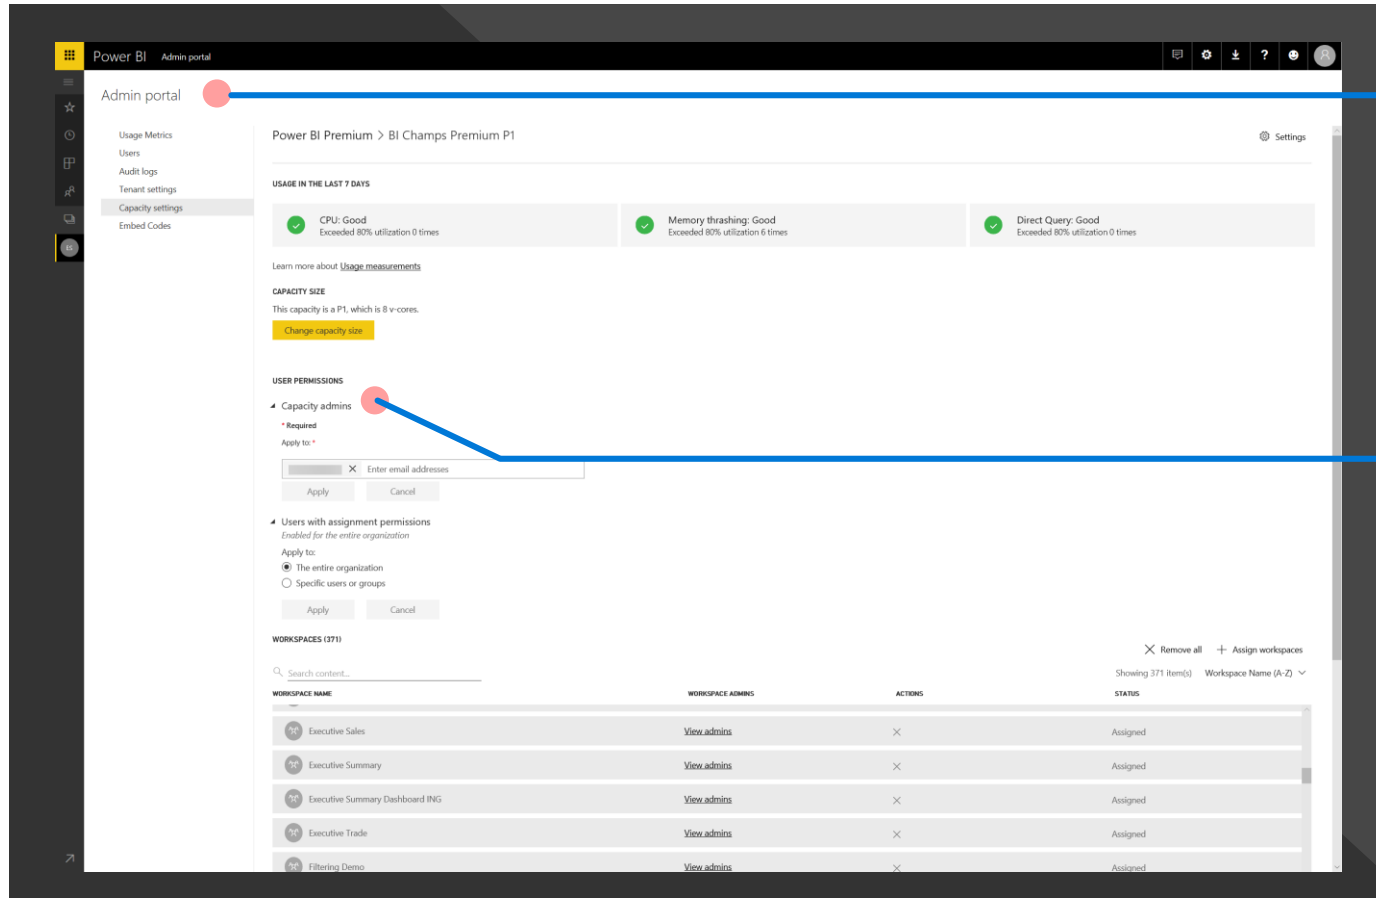 Power BI Admin portal
Admin portal
Usage Metrics
Users
Audit logs
Tenant settings
Capacity settings
Embed Codes
ES
Power BI Premium > BI Champs Premium P1
Settings
USAGE IN THE LAST 7 DAYS
CPU: Good
Exceeded 80% utilization 0 times
Memory thrashing: Good
Exceeded 80% utilization 6 times
Direct Query: Good
Exceeded 80% utilization 0 times
Learn more about Usage measurements
CAPACITY SIZE
This capacity is a P1, which is 8 v-cores.
Change capacity size
USER PERMISSIONS
Capacity admins
* Required
Apply to: *
Enter email addresses
Apply Cancel
Users with assignment permissions
Enabled for the entire organization
Apply to:
The entire organization
Specific users or groups
Apply Cancel
WORKSPACES (371)
Remove all + Assign workspaces
Search content...
Showing 371 item(s) Workspace Name (A-Z)
WORKSPACE NAME WORKSPACE ADMINS ACTIONS STATUS
Executive Sales View admins Assigned
Executive Summary View admins Assigned
Executive Summary Dashboard ING View admins Assigned
Executive Trade View admins Assigned
Filtering Demo View admins Assigned